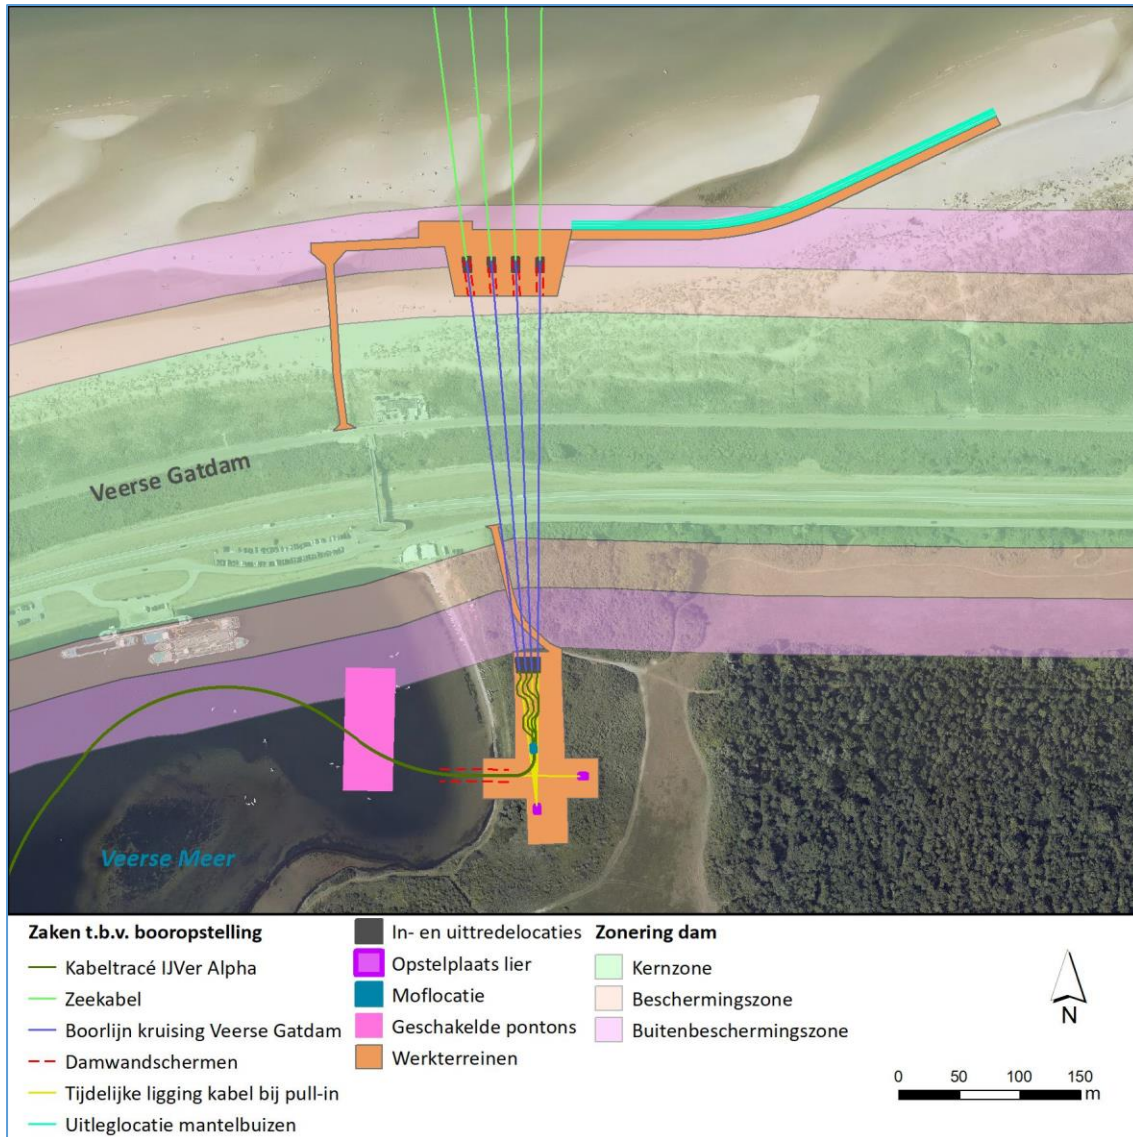 Veerse Gatdam
Veerse Meer
Zaken t.b.v. booropstelling
Kabeltracé IJVer Alpha
Zeekabel
Boorlijn kruising Veerse Gatdam
Damwandschermen
Tijdelijke ligging kabel bij pull-in
Uitleglocatie mantelbuizen
In- en uittredelocaties
Opstelplaats lier
Moflocatie
Geschakelde pontons
Werkterreinen
Zonering dam
Kernzone
Beschermingszone
Buitenbeschermingszone
N
0 50 100 150
m